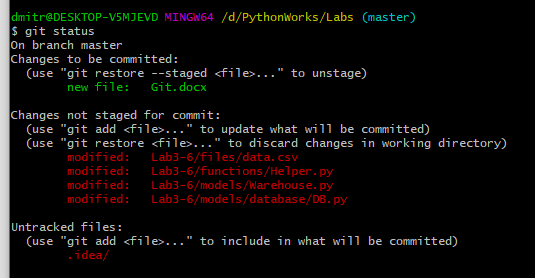 dmitr@DESKTOP-V5MJEVD MINGW64 /d/PythonWorks/Labs (master)
$ git status
On branch master
Changes to be committed:
  (use "git restore --staged <file>..." to unstage)
        new file:   Git.docx

Changes not staged for commit:
  (use "git add <file>..." to update what will be committed)
  (use "git restore <file>..." to discard changes in working directory)
        modified:   Lab3-6/files/data.csv
        modified:   Lab3-6/functions/Helper.py
        modified:   Lab3-6/models/Warehouse.py
        modified:   Lab3-6/models/database/DB.py

Untracked files:
  (use "git add <file>..." to include in what will be committed)
        .idea/